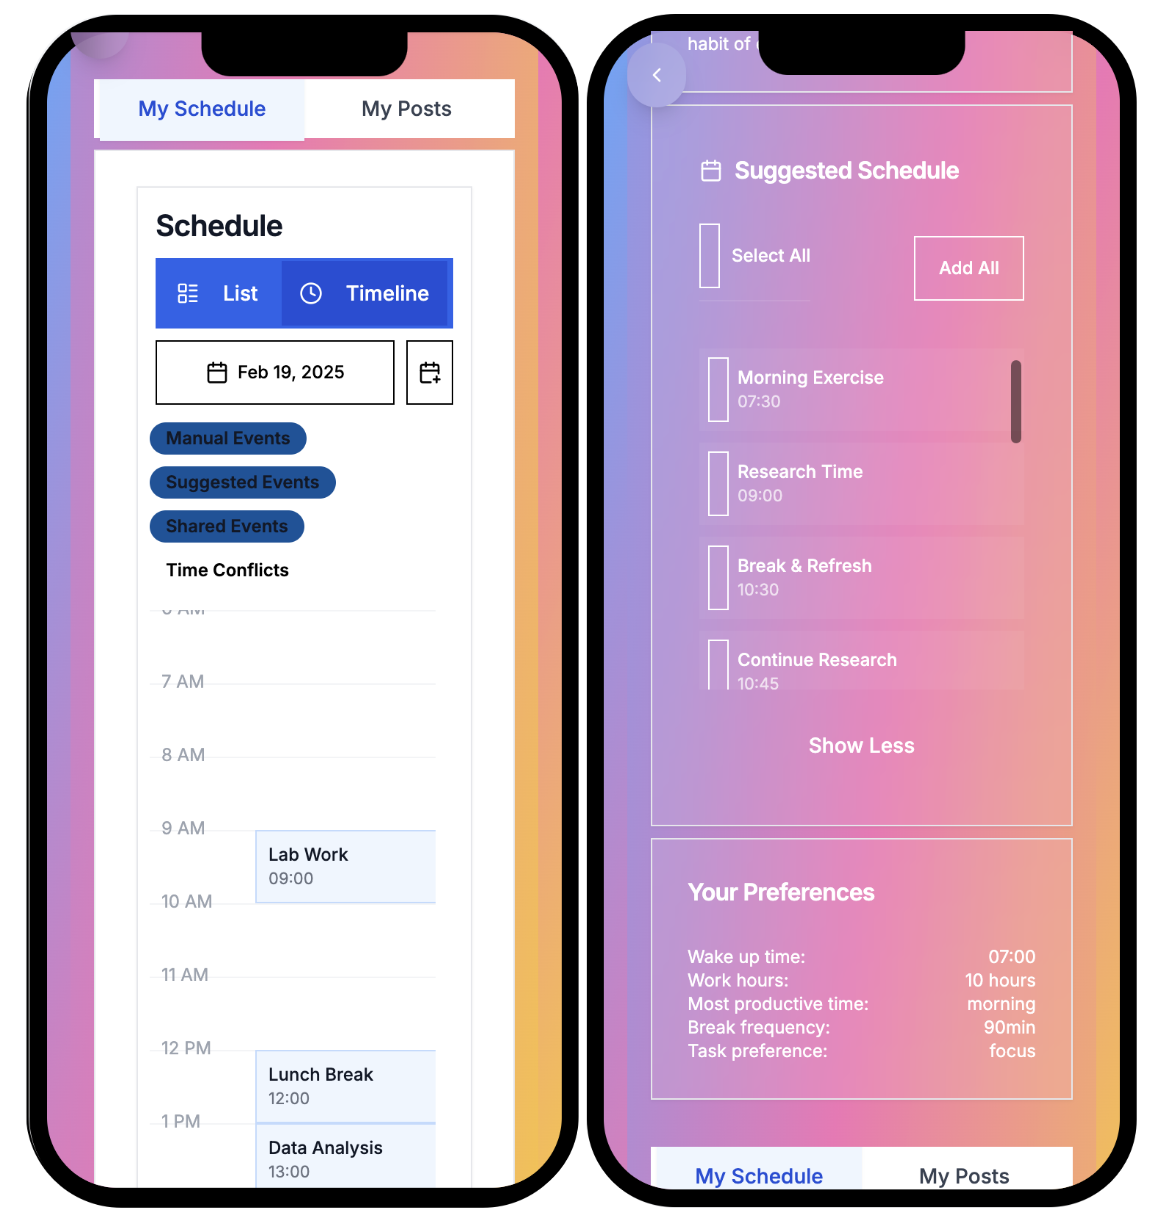 My Schedule
My Posts
Schedule
List
Timeline
Feb 19, 2025
Manual Events
Suggested Events
Shared Events
Time Conflicts
AM
7 AM
8 AM
9 AM
Lab Work
09:00
10 AM
11 AM
12 PM
Lunch Break
12:00
1 PM
Data Analysis
13:00
habit of
Suggested Schedule
Select All
Add All
Morning Exercise
07:30
Research Time
09:00
Break & Refresh
10:30
Continue Research
10:45
Show Less
Your Preferences
Wake up time: 07:00
Work hours: 10 hours
Most productive time: morning
Break frequency: 90min
Task preference: focus
My Schedule
My Posts